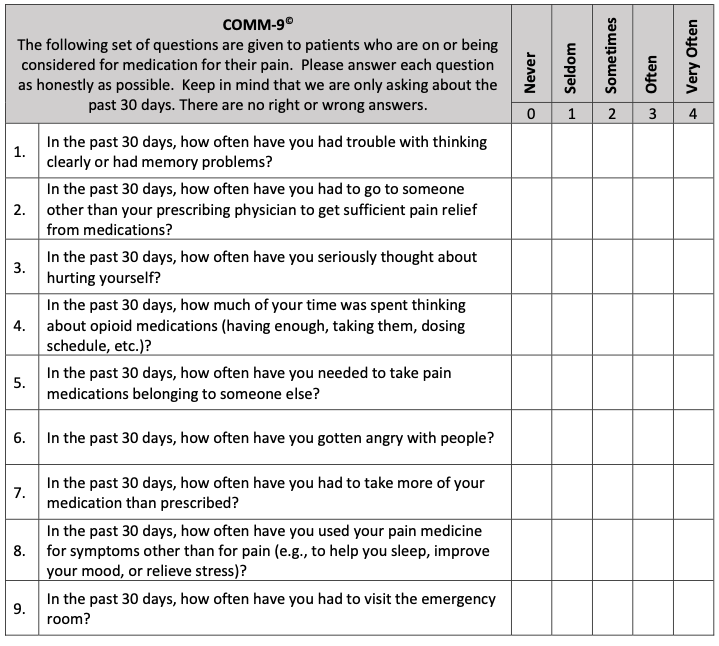 COMM-9©
The following set of questions are given to patients who are on or being
considered for medication for their pain. Please answer each question
as honestly as possible. Keep in mind that we are only asking about the
past 30 days. There are no right or wrong answers.
Never
Seldom
Sometimes
Often
Very Often
0 1 2 3 4
1. In the past 30 days, how often have you had trouble with thinking
clearly or had memory problems?
2. In the past 30 days, how often have you had to go to someone
other than your prescribing physician to get sufficient pain relief
from medications?
3. In the past 30 days, how often have you seriously thought about
hurting yourself?
4. In the past 30 days, how much of your time was spent thinking
about opioid medications (having enough, taking them, dosing
schedule, etc.)?
5. In the past 30 days, how often have you needed to take pain
medications belonging to someone else?
6. In the past 30 days, how often have you gotten angry with people?
7. In the past 30 days, how often have you had to take more of your
medication than prescribed?
8. In the past 30 days, how often have you used your pain medicine
for symptoms other than for pain (e.g., to help you sleep, improve
your mood, or relieve stress)?
9. In the past 30 days, how often have you had to visit the emergency
room?